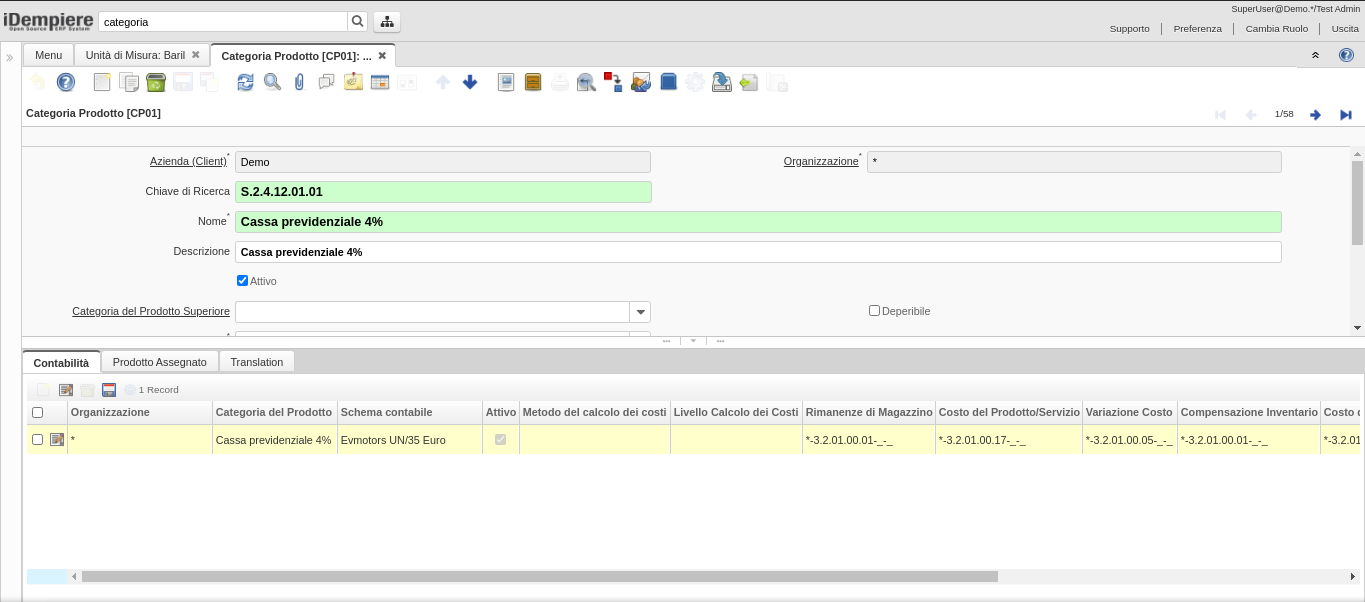 SuperUser@Demo.*/Test Admin
iDempiere
Open Source ERP System
categoria
Supporto Preferenza Cambia Ruolo Uscita
Menu Unità di Misura: Baril Categoria Prodotto [CP01]: ...
Categoria Prodotto [CP01] 1/58
Azienda (Client)* Demo Organizzazione* *
Chiave di Ricerca S.2.4.12.01.01
Nome* Cassa previdenziale 4%
Descrizione Cassa previdenziale 4%
Attivo
Categoria del Prodotto Superiore Deperibile
Contabilità Prodotto Assegnato Translation
1 Record
Organizzazione Categoria del Prodotto Schema contabile Attivo Metodo del calcolo dei costi Livello Calcolo dei Costi Rimanenze di Magazzino Costo del Prodotto/Servizio Variazione Costo Compensazione Inventario Costo
* Cassa previdenziale 4% Evmotors UN/35 Euro *-3.2.01.00.01-_-_ *-3.2.01.00.17-_-_ *-3.2.01.00.05-_-_ *-3.2.01.00.01-_-_ *-3.2.01